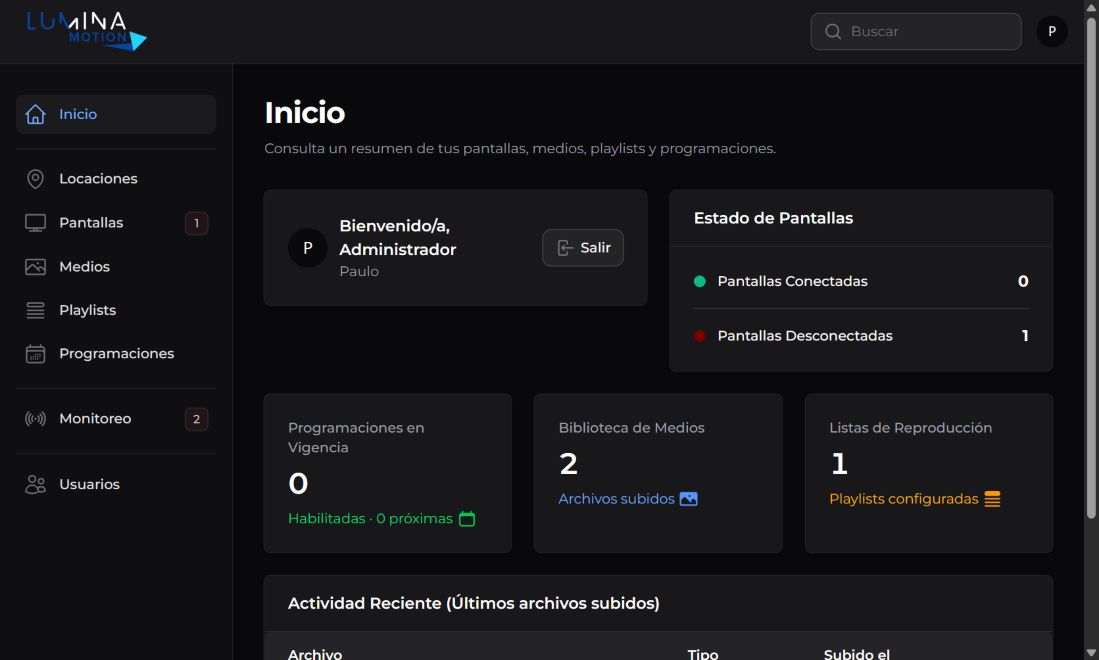 LUMINA
MOTION
Buscar
P
Inicio
Locaciones
Pantallas 1
Medios
Playlists
Programaciones
Monitoreo 2
Usuarios
Inicio
Consulta un resumen de tus pantallas, medios, playlists y programaciones.
P
Bienvenido/a,
Administrador
Paulo
Salir
Estado de Pantallas
Pantallas Conectadas 0
Pantallas Desconectadas 1
Programaciones en
Vigencia
0
Habilitadas · 0 próximas
Biblioteca de Medios
2
Archivos subidos
Listas de Reproducción
1
Playlists configuradas
Actividad Reciente (Últimos archivos subidos)
Archivo Tipo Subido el